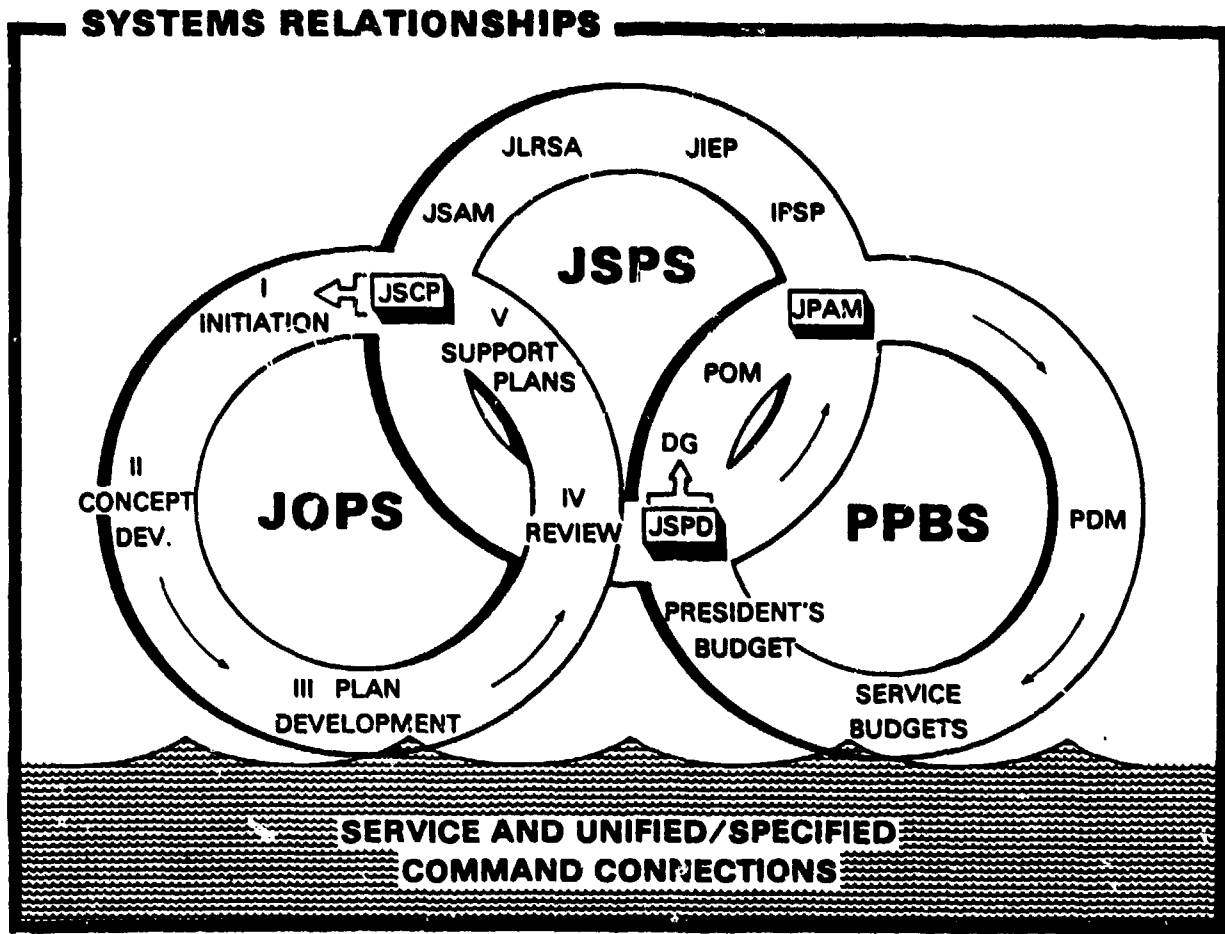 SYSTEMS RELATIONSHIPS
JLRSA
JIEP
JSAM
IPSP
JSPS
I
INITIATION
JSCP
JPAM
V
SUPPORT
PLANS
POM
DG
II
CONCEPT
DEV.
JOPS
IV
REVIEW
JSPD
PPBS
PDM
PRESIDENT'S
BUDGET
III PLAN
DEVELOPMENT
SERVICE
BUDGETS
SERVICE AND UNIFIED/SPECIFIED
COMMAND CONNECTIONS